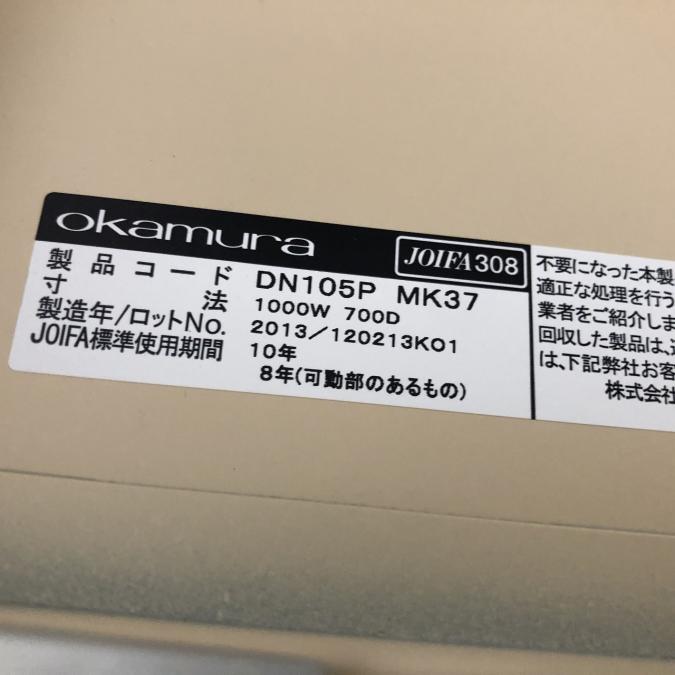 okamura
JOIFA308
製品コード DN105P MK37
寸法 1000W 700D
製造年/ロットNo. 2013/120213K01
JOIFA標準使用期間 10年
8年(可動部のあるもの)
不要になった本製
適正な処理を行う
業者をご紹介しま
回収した製品は、
は、下記弊社お客
株式会社